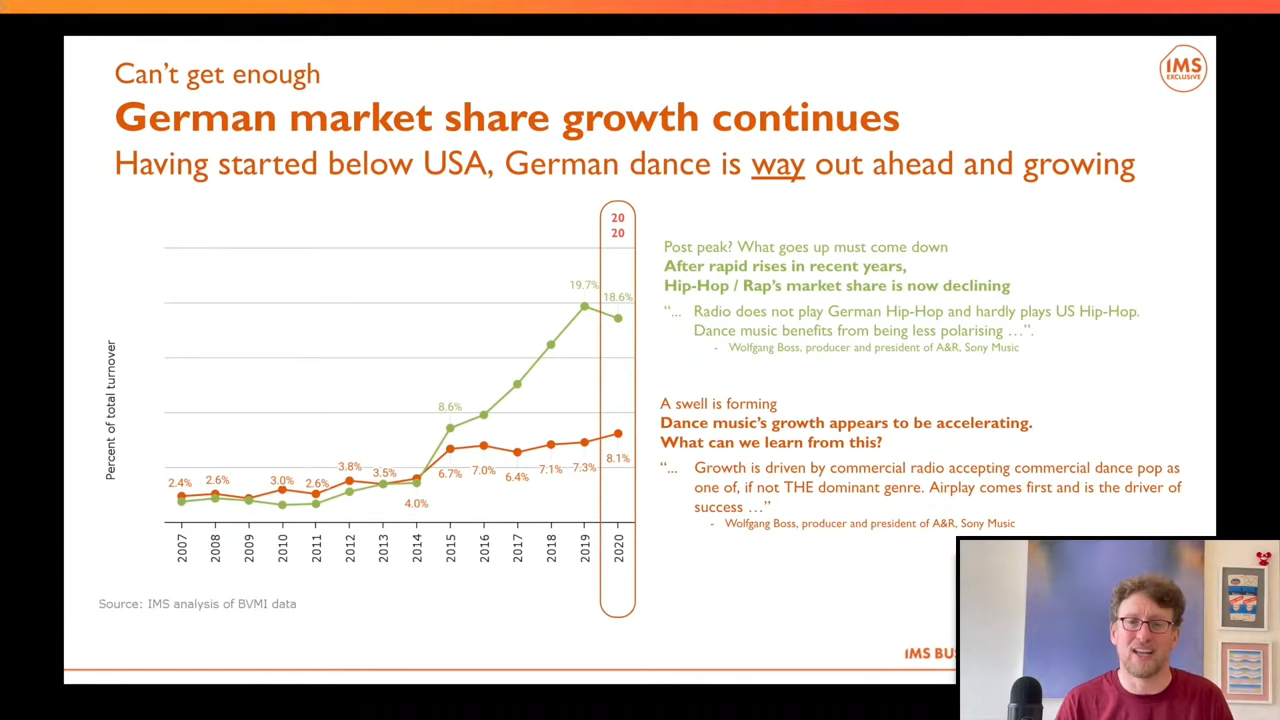 Can't get enough
IMS
EXCLUSIVE
German market share growth continues
Having started below USA, German dance is way out ahead and growing
20
20
Percent of total turnover
19.7%
18.6%
8.6%
2.4%
2.6%
3.0%
2.6%
3.8%
3.5%
4.0%
6.7%
7.0%
6.4%
7.1%
7.3%
8.1%
2007
2008
2009
2010
2011
2012
2013
2014
2015
2016
2017
2018
2019
2020
Source: IMS analysis of BVMI data
Post peak? What goes up must come down
After rapid rises in recent years,
Hip-Hop / Rap's market share is now declining
"... Radio does not play German Hip-Hop and hardly plays US Hip-Hop.
Dance music benefits from being less polarising ...".
- Wolfgang Boss, producer and president of A&R, Sony Music
A swell is forming
Dance music's growth appears to be accelerating.
What can we learn from this?
"... Growth is driven by commercial radio accepting commercial dance pop as
one of, if not THE dominant genre. Airplay comes first and is the driver of
success ..."
- Wolfgang Boss, producer and president of A&R, Sony Music
IMS BUS